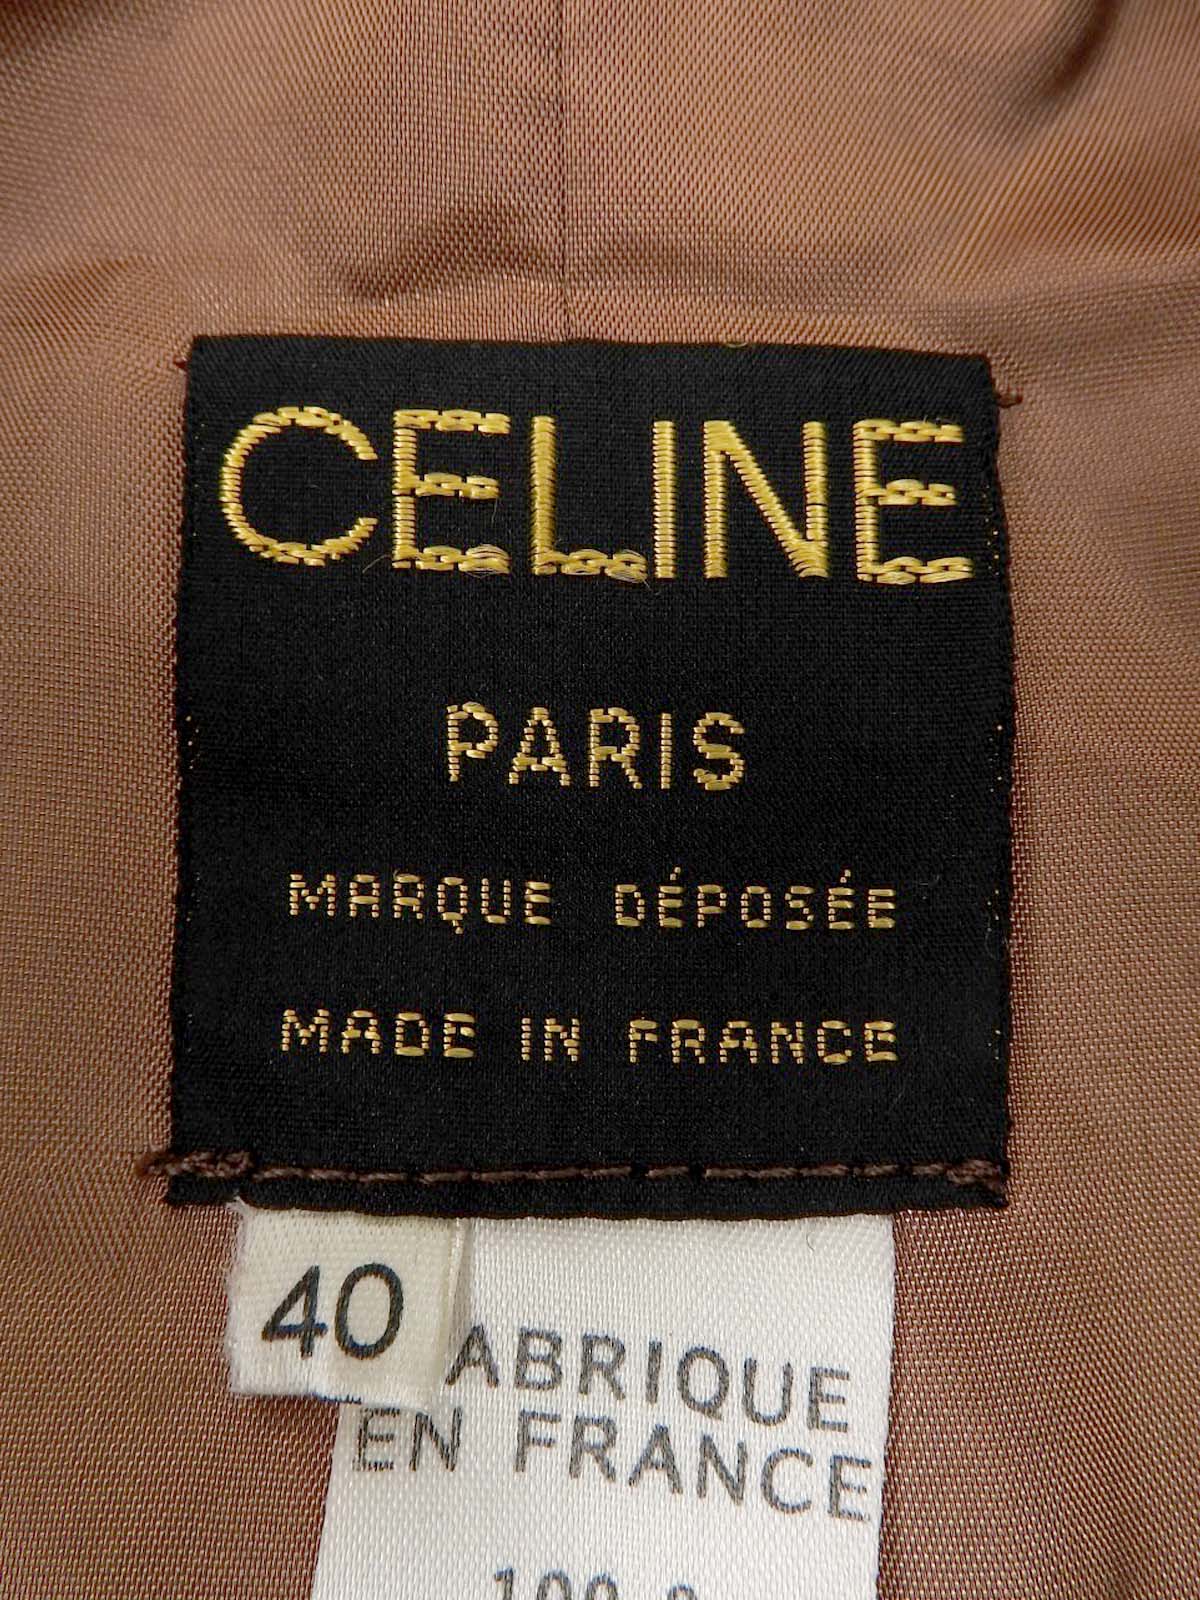 CELINE
PARIS
MARQUE DÉPOSÉE
MADE IN FRANCE
40
ABRIQUE
EN FRANCE